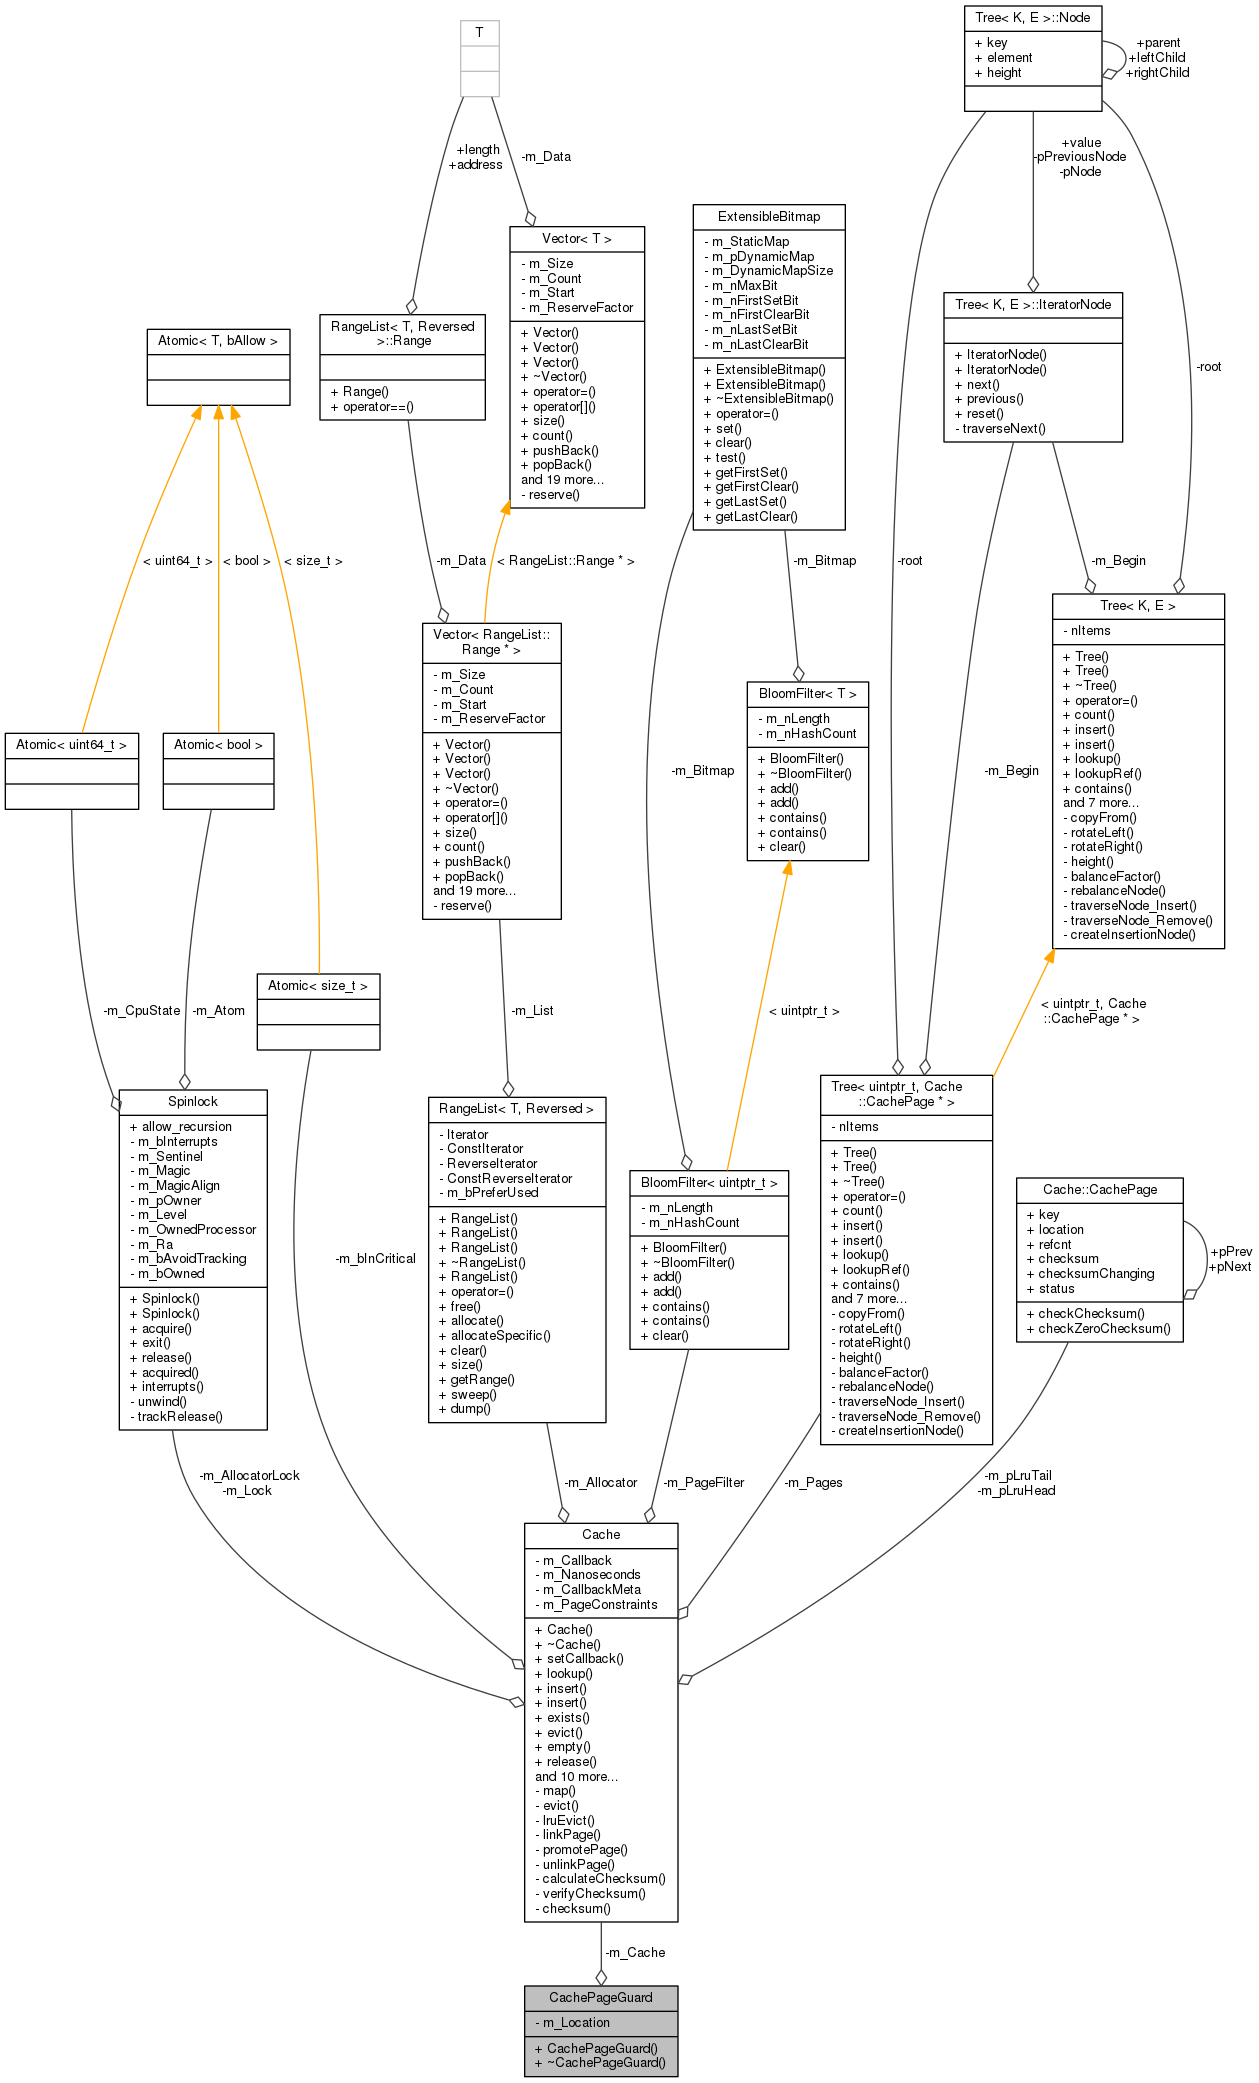 Tree< K, E >::Node
+ key
+ element
+ height
+parent
+leftChild
+rightChild
T
+length
+address
-m_Data
+value
-pPreviousNode
-pNode
ExtensibleBitmap
- m_StaticMap
- m_pDynamicMap
- m_DynamicMapSize
- m_nMaxBit
- m_nFirstSetBit
- m_nFirstClearBit
- m_nLastSetBit
- m_nLastClearBit
+ ExtensibleBitmap()
+ ExtensibleBitmap()
+ ~ExtensibleBitmap()
+ operator=()
+ set()
+ clear()
+ test()
+ getFirstSet()
+ getFirstClear()
+ getLastSet()
+ getLastClear()
Vector< T >
- m_Size
- m_Count
- m_Start
- m_ReserveFactor
+ Vector()
+ Vector()
+ Vector()
+ ~Vector()
+ operator=()
+ operator[]()
+ size()
+ count()
+ pushBack()
+ popBack()
and 19 more...
- reserve()
Tree< K, E >::IteratorNode
+ IteratorNode()
+ IteratorNode()
+ next()
+ previous()
+ reset()
- traverseNext()
-root
RangeList< T, Reversed
>::Range
+ Range()
+ operator==()
Atomic< T, bAllow >
< uint64_t >
< bool >
< size_t >
-m_Data
< RangeList::Range * >
-m_Bitmap
-root
-m_Begin
Tree< K, E >
- nItems
+ Tree()
+ Tree()
+ ~Tree()
+ operator=()
+ count()
+ insert()
+ insert()
+ lookup()
+ lookupRef()
+ contains()
and 7 more...
- copyFrom()
- rotateLeft()
- rotateRight()
- height()
- balanceFactor()
- rebalanceNode()
- traverseNode_Insert()
- traverseNode_Remove()
- createInsertionNode()
Vector< RangeList::
Range * >
- m_Size
- m_Count
- m_Start
- m_ReserveFactor
+ Vector()
+ Vector()
+ Vector()
+ ~Vector()
+ operator=()
+ operator[]()
+ size()
+ count()
+ pushBack()
+ popBack()
and 19 more...
- reserve()
BloomFilter< T >
- m_nLength
- m_nHashCount
+ BloomFilter()
+ ~BloomFilter()
+ add()
+ add()
+ contains()
+ contains()
+ clear()
Atomic< uint64_t >
Atomic< bool >
-m_Bitmap
-m_Begin
Atomic< size_t >
-m_CpuState
-m_Atom
-m_List
< uintptr_t >
< uintptr_t, Cache
::CachePage * >
Spinlock
+ allow_recursion
- m_bInterrupts
- m_Sentinel
- m_Magic
- m_MagicAlign
- m_pOwner
- m_Level
- m_OwnedProcessor
- m_Ra
- m_bAvoidTracking
- m_bOwned
+ Spinlock()
+ Spinlock()
+ acquire()
+ exit()
+ release()
+ acquired()
+ interrupts()
- unwind()
- trackRelease()
-m_bInCritical
RangeList< T, Reversed >
- Iterator
- ConstIterator
- ReverseIterator
- ConstReverseIterator
- m_bPreferUsed
+ RangeList()
+ RangeList()
+ RangeList()
+ ~RangeList()
+ RangeList()
+ operator=()
+ free()
+ allocate()
+ allocateSpecific()
+ clear()
+ size()
+ getRange()
+ sweep()
+ dump()
BloomFilter< uintptr_t >
- m_nLength
- m_nHashCount
+ BloomFilter()
+ ~BloomFilter()
+ add()
+ add()
+ contains()
+ contains()
+ clear()
Tree< uintptr_t, Cache
::CachePage * >
- nItems
+ Tree()
+ Tree()
+ ~Tree()
+ operator=()
+ count()
+ insert()
+ insert()
+ lookup()
+ lookupRef()
+ contains()
and 7 more...
- copyFrom()
- rotateLeft()
- rotateRight()
- height()
- balanceFactor()
- rebalanceNode()
- traverseNode_Insert()
- traverseNode_Remove()
- createInsertionNode()
Cache::CachePage
+ key
+ location
+ refcnt
+ checksum
+ checksumChanging
+ status
+ checkChecksum()
+ checkZeroChecksum()
+pPrev
+pNext
-m_AllocatorLock
-m_Lock
-m_Allocator
-m_PageFilter
-m_Pages
-m_pLruTail
-m_pLruHead
Cache
- m_Callback
- m_Nanoseconds
- m_CallbackMeta
- m_PageConstraints
+ Cache()
+ ~Cache()
+ setCallback()
+ lookup()
+ insert()
+ insert()
+ exists()
+ evict()
+ empty()
+ release()
and 10 more...
- map()
- evict()
- lruEvict()
- linkPage()
- promotePage()
- unlinkPage()
- calculateChecksum()
- verifyChecksum()
- checksum()
-m_Cache
CachePageGuard
- m_Location
+ CachePageGuard()
+ ~CachePageGuard()